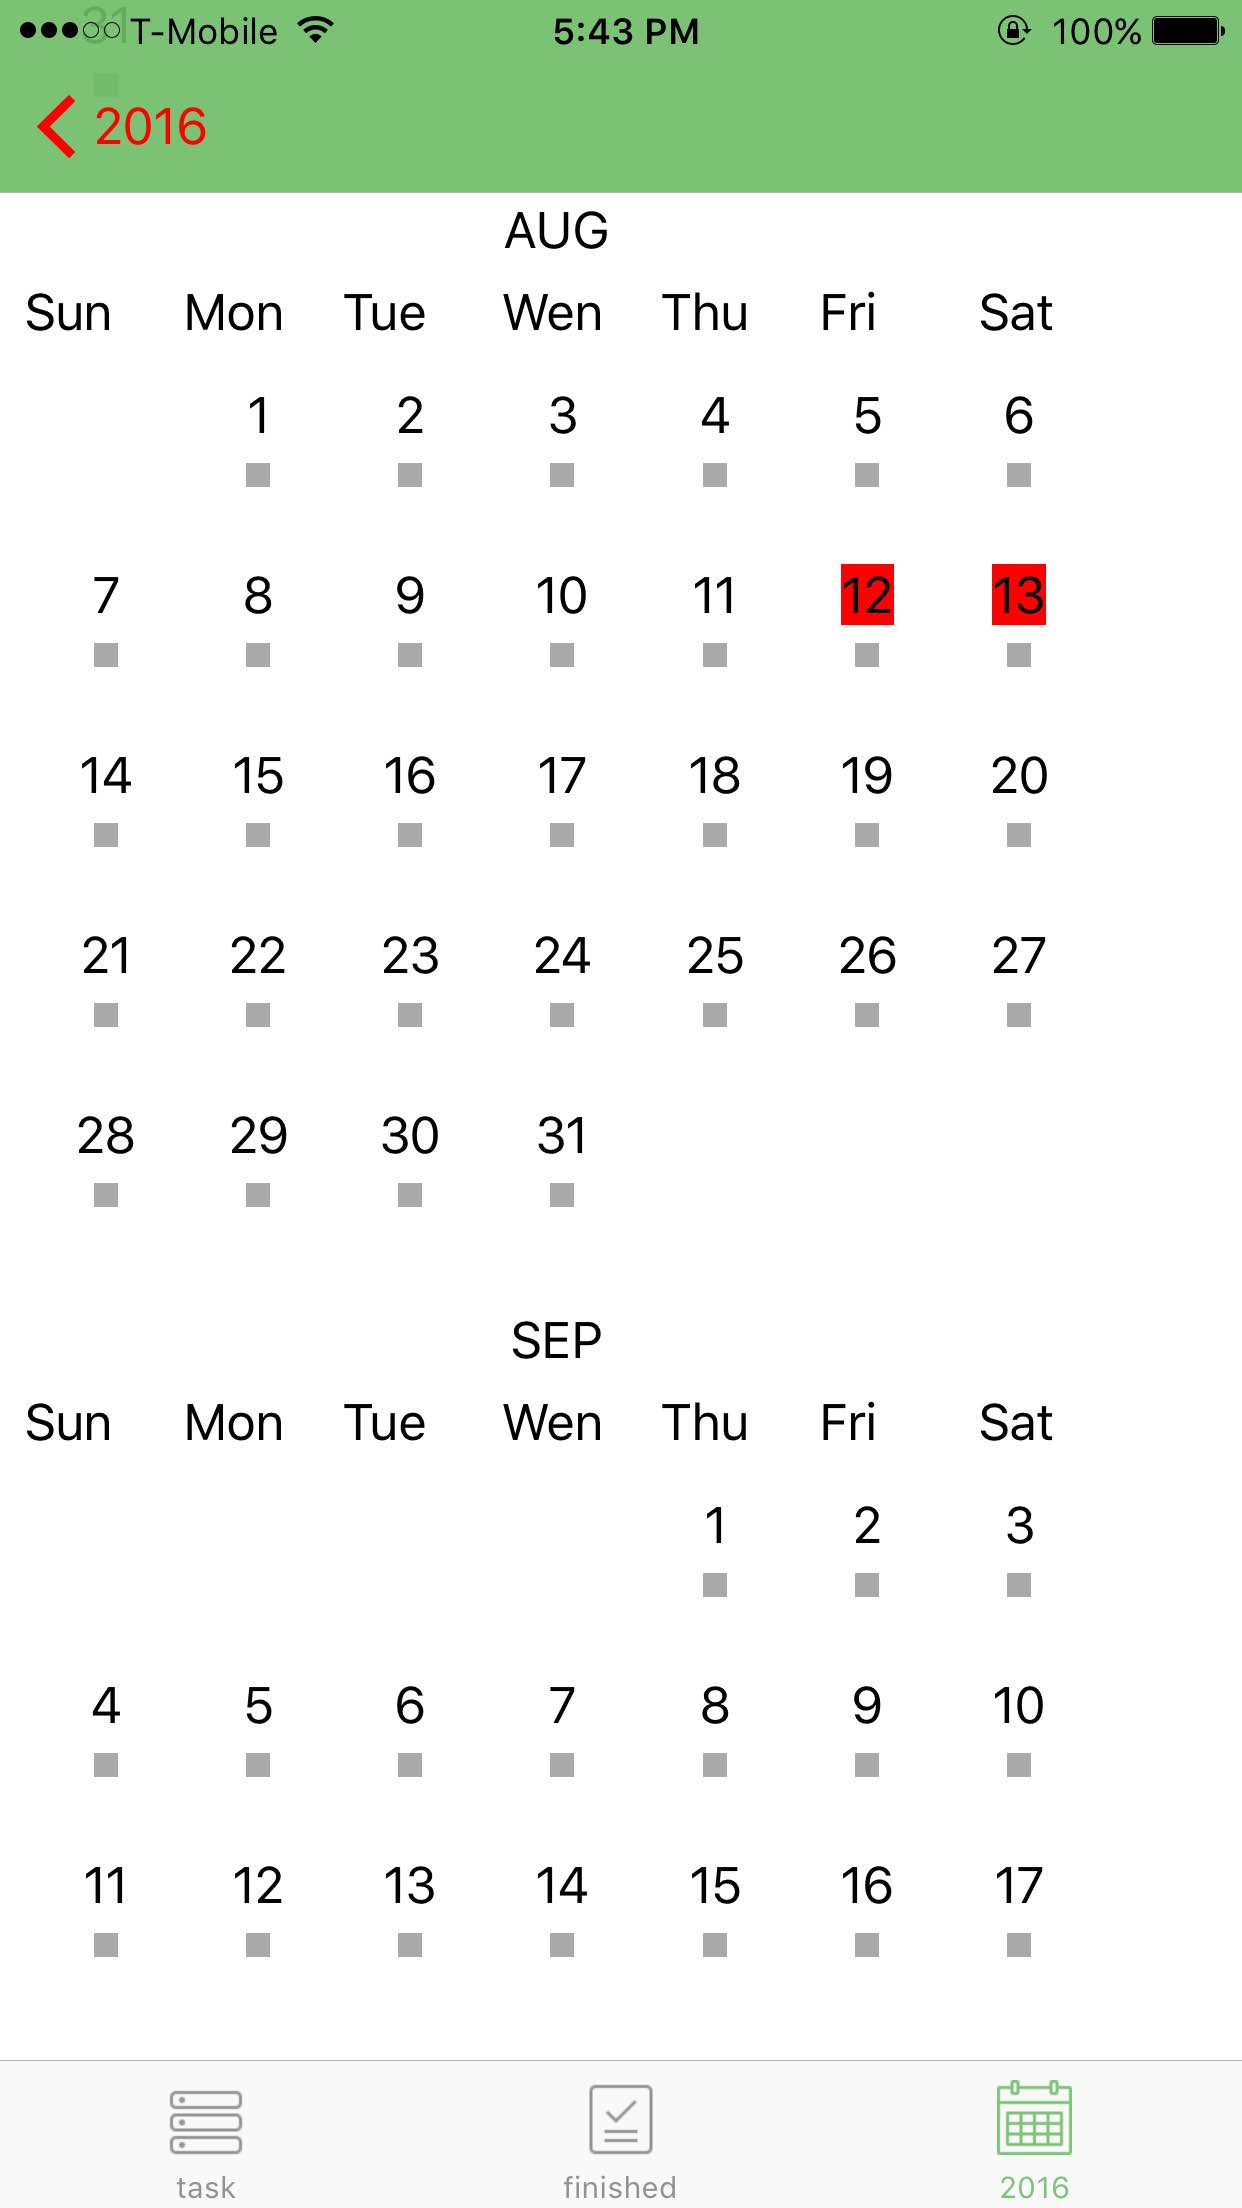 T-Mobile 5:43 PM 100%
31
2016
AUG
Sun Mon Tue Wen Thu Fri Sat
1 2 3 4 5 6
7 8 9 10 11 12 13
14 15 16 17 18 19 20
21 22 23 24 25 26 27
28 29 30 31
SEP
Sun Mon Tue Wen Thu Fri Sat
1 2 3
4 5 6 7 8 9 10
11 12 13 14 15 16 17
task finished 2016